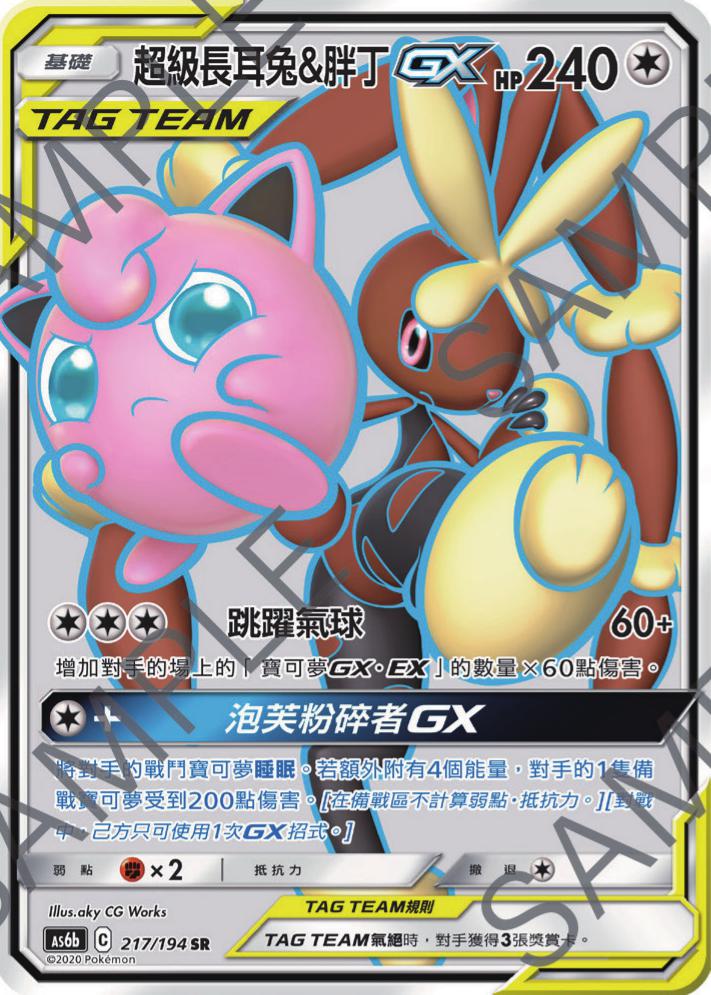 基礎
超級長耳兔&胖丁GX HP240
TAG TEAM
跳躍氣球 60+
增加對手的場上的「寶可夢GX・EX」的數量×60點傷害。
+ 泡芙粉碎者GX
將對手的戰鬥寶可夢睡眠。若額外附有4個能量，對手的1隻備
戰寶可夢受到200點傷害。[在備戰區不計算弱點・抵抗力。][對戰
中，己方只可使用1次GX招式。]
弱點 ×2 抵抗力 撤退
Illus.aky CG Works
TAG TEAM規則
AS6b C 217/194 SR
TAG TEAM氣絕時，對手獲得3張獎賞卡。
©2020 Pokémon
SAMPLE
SAMPLE
SAMPLE
SAMPLE
SAMPLE